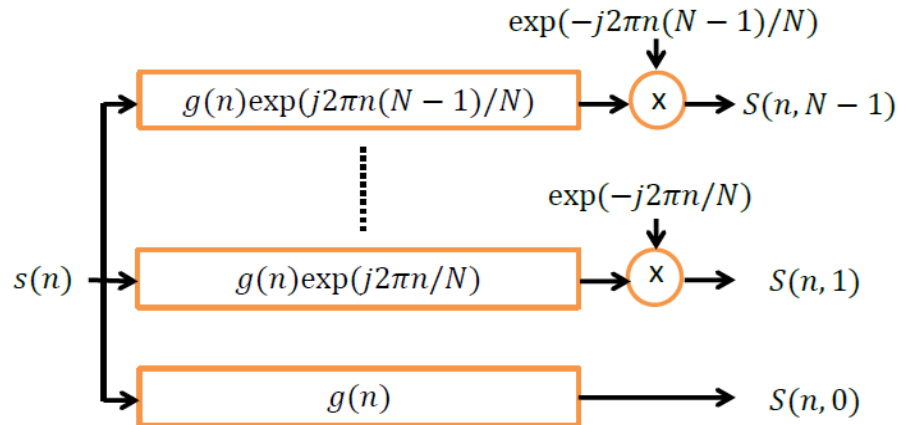 exp(−j2πn(N − 1)/N)
g(n)exp(j2πn(N − 1)/N)
x
S(n, N − 1)
exp(−j2πn/N)
s(n)
g(n)exp(j2πn/N)
x
S(n, 1)
g(n)
S(n, 0)